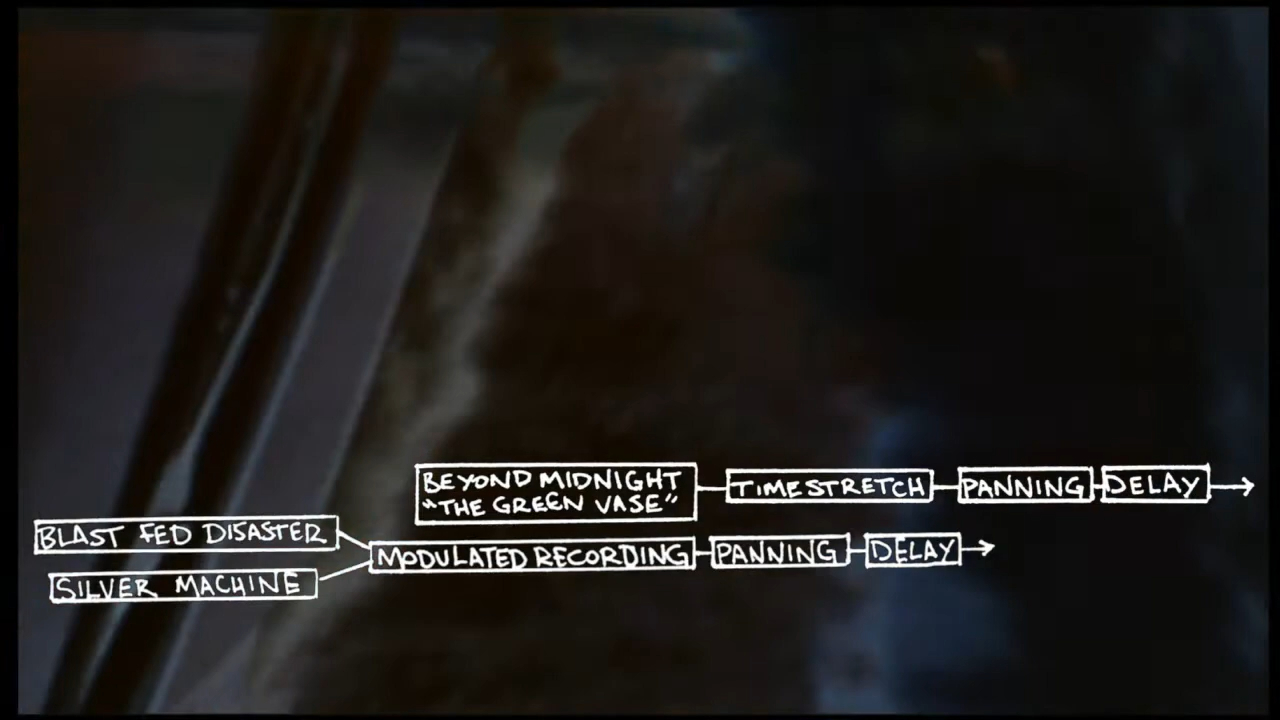 BEYOND MIDNIGHT
"THE GREEN VASE"
TIMESTRETCH
PANNING
DELAY
BLAST FED DISASTER
SILVER MACHINE
MODULATED RECORDING
PANNING
DELAY